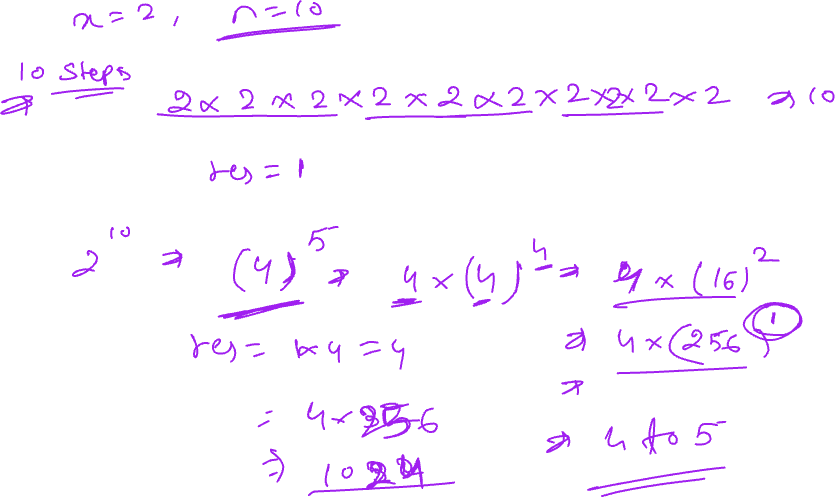 x = 2, n = 10
10 Steps
⇒ 2 x 2 x 2 x 2 x 2 x 2 x 2 x 2 x 2 x 2 ⇒ 10
res = 1
2^10 ⇒ (4)^5 ⇒ 4 x (4)^4 ⇒ 4 x (16)^2
res = 1 x 4 = 4 ⇒ 4 x (256)^1
⇒
= 4 x 256 ⇒ 4 to 5
⇒ 1024